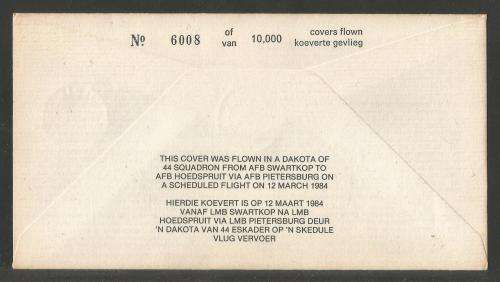 No 6008 of van 10,000 covers flown koeverte gevlieg
THIS COVER WAS FLOWN IN A DAKOTA OF
44 SQUADRON FROM AFB SWARTKOP TO
AFB HOEDSPRUIT VIA AFB PIETERSBURG ON
A SCHEDULED FLIGHT ON 12 MARCH 1984
HIERDIE KOEVERT IS OP 12 MAART 1984
VANAF LMB SWARTKOP NA LMB
HOEDSPRUIT VIA LMB PIETERSBURG DEUR
'N DAKOTA VAN 44 ESKADER OP 'N SKEDULE
VLUG VERVOER